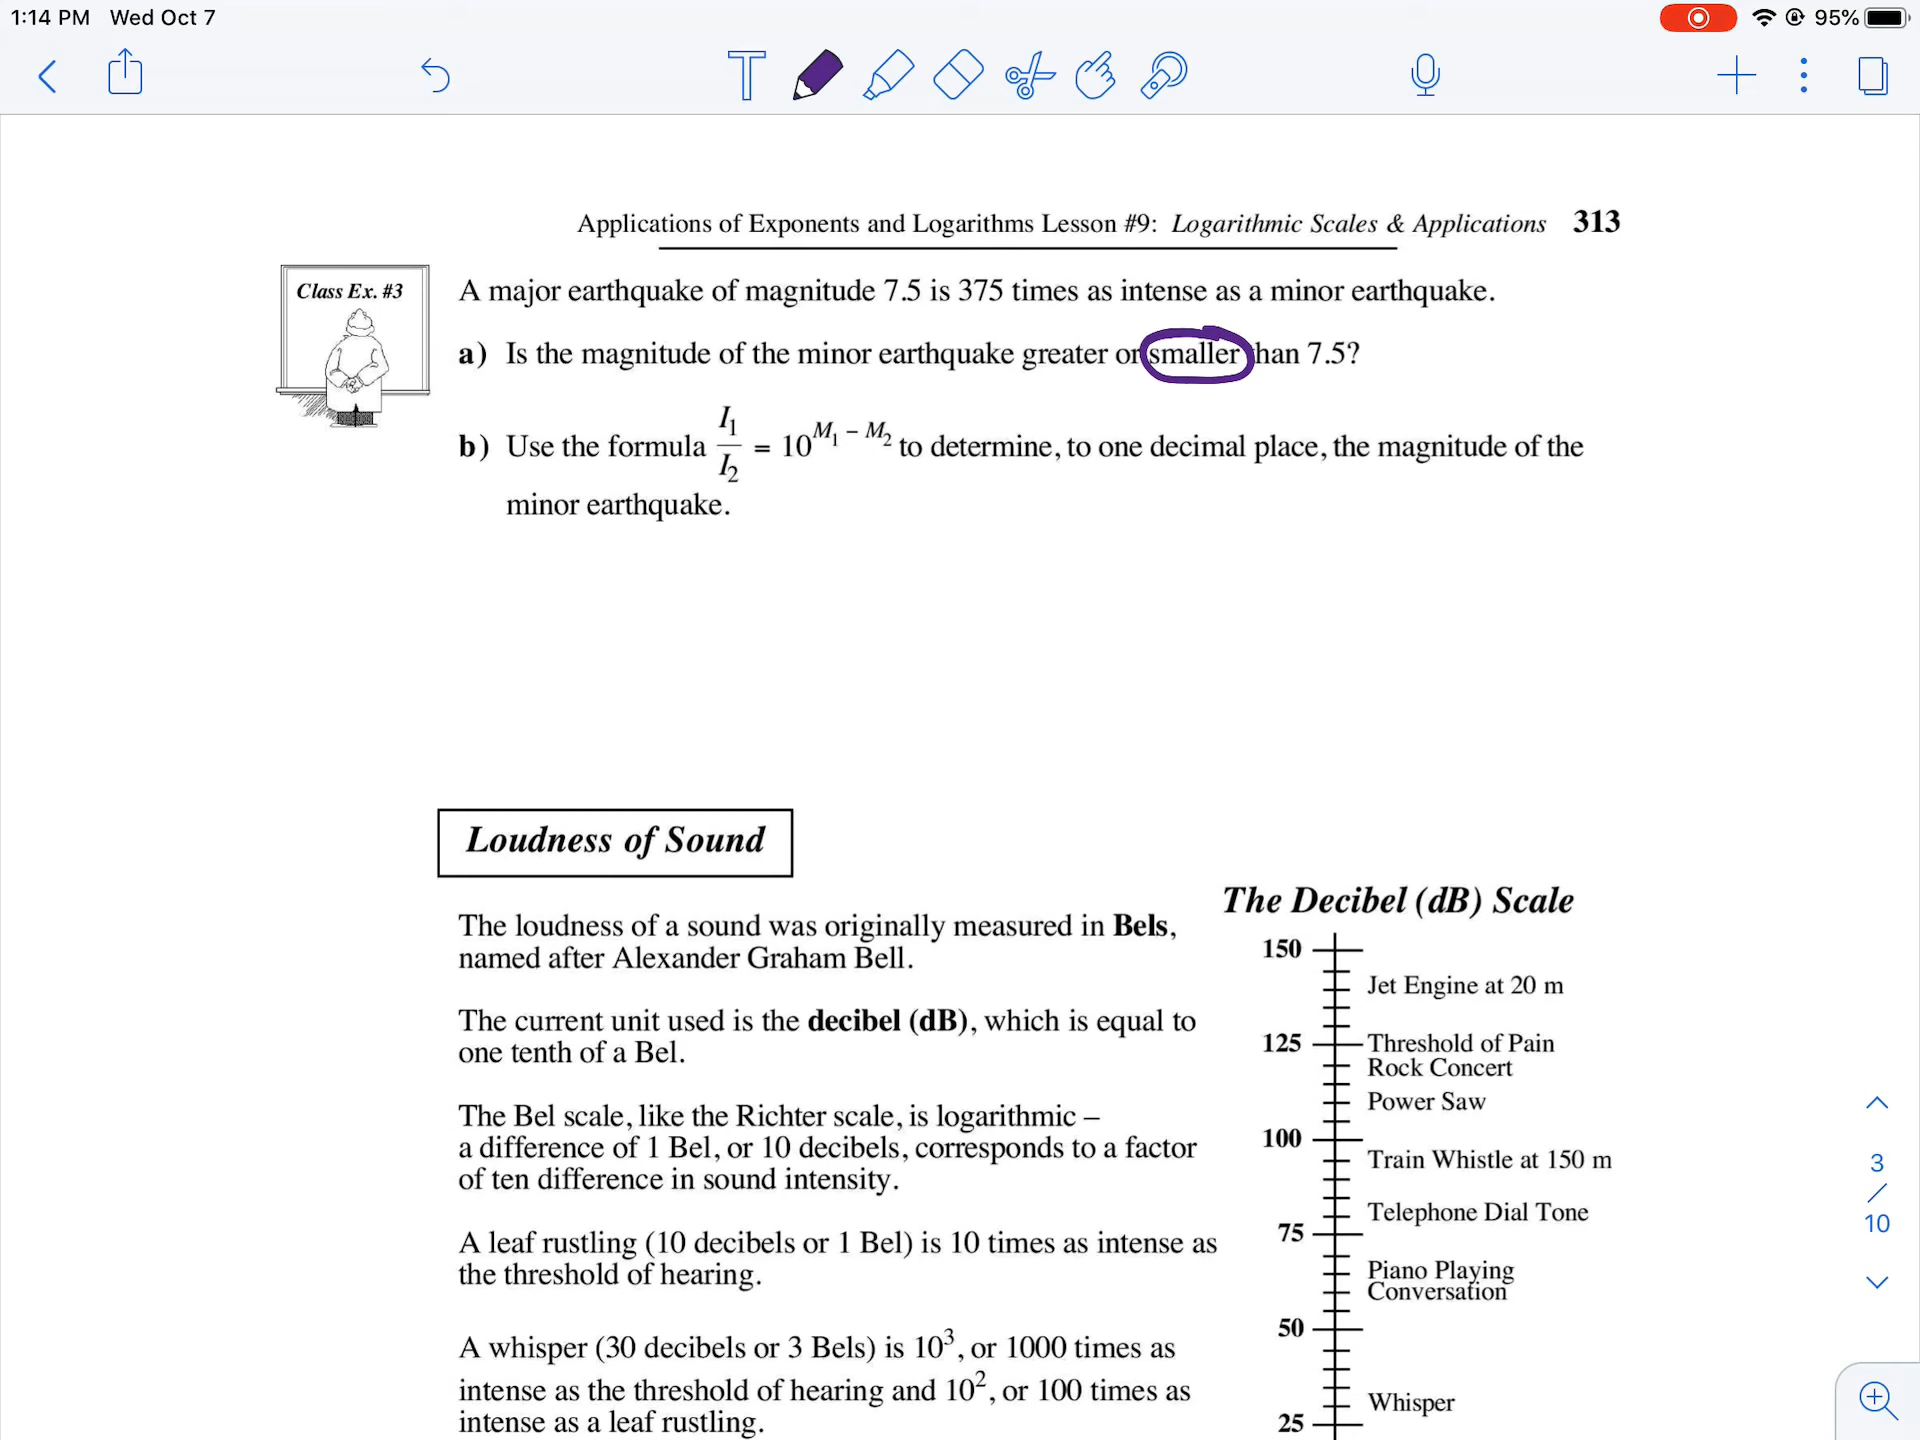 1:14 PM Wed Oct 7
95%
Applications of Exponents and Logarithms Lesson #9: Logarithmic Scales & Applications 313
Class Ex. #3
A major earthquake of magnitude 7.5 is 375 times as intense as a minor earthquake.
a) Is the magnitude of the minor earthquake greater or smaller than 7.5?
b) Use the formula I₁/I₂ = 10^(M₁ – M₂) to determine, to one decimal place, the magnitude of the
minor earthquake.
Loudness of Sound
The loudness of a sound was originally measured in Bels,
named after Alexander Graham Bell.
The current unit used is the decibel (dB), which is equal to
one tenth of a Bel.
The Bel scale, like the Richter scale, is logarithmic –
a difference of 1 Bel, or 10 decibels, corresponds to a factor
of ten difference in sound intensity.
A leaf rustling (10 decibels or 1 Bel) is 10 times as intense as
the threshold of hearing.
A whisper (30 decibels or 3 Bels) is 10³, or 1000 times as
intense as the threshold of hearing and 10², or 100 times as
intense as a leaf rustling.
The Decibel (dB) Scale
150
Jet Engine at 20 m
125 Threshold of Pain
Rock Concert
Power Saw
100
Train Whistle at 150 m
Telephone Dial Tone
75
Piano Playing
Conversation
50
Whisper
25
3
/
10